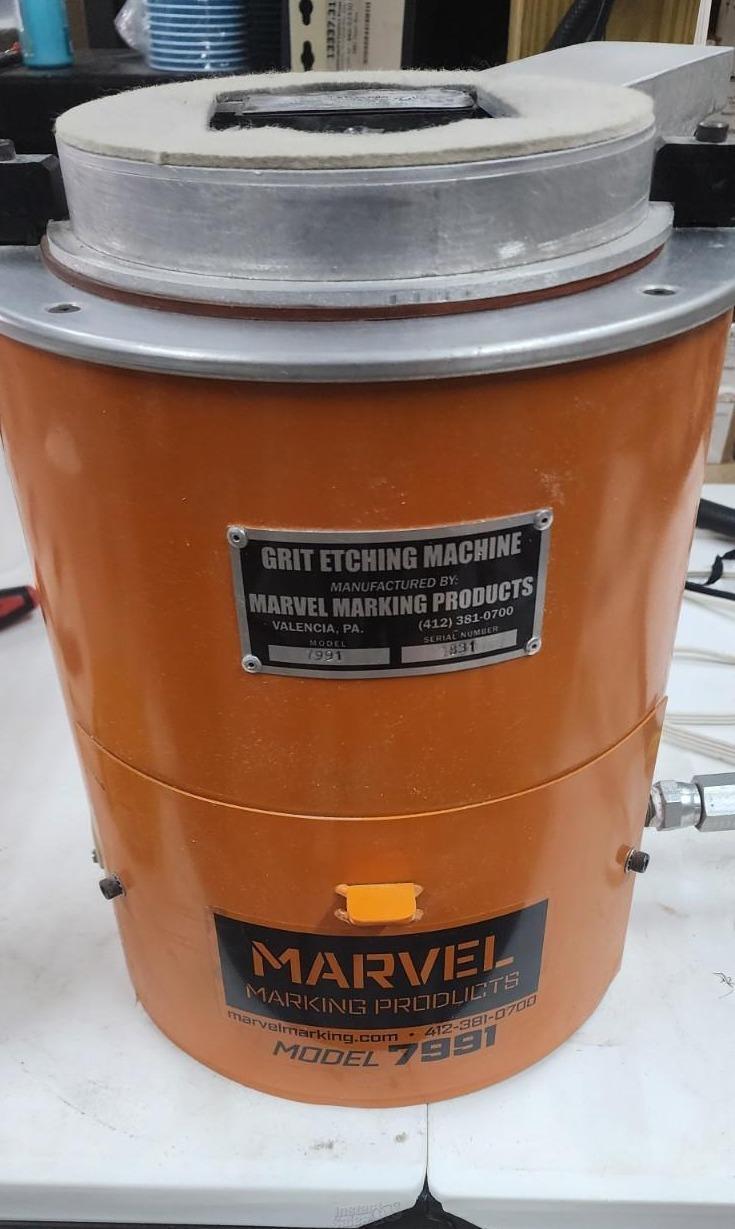 GRIT ETCHING MACHINE
MANUFACTURED BY:
MARVEL MARKING PRODUCTS
VALENCIA, PA. (412) 381-0700
MODEL SERIAL NUMBER
7991
MARVEL
MARKING PRODUCTS
marvelmarking.com • 412-381-0700
MODEL 7991